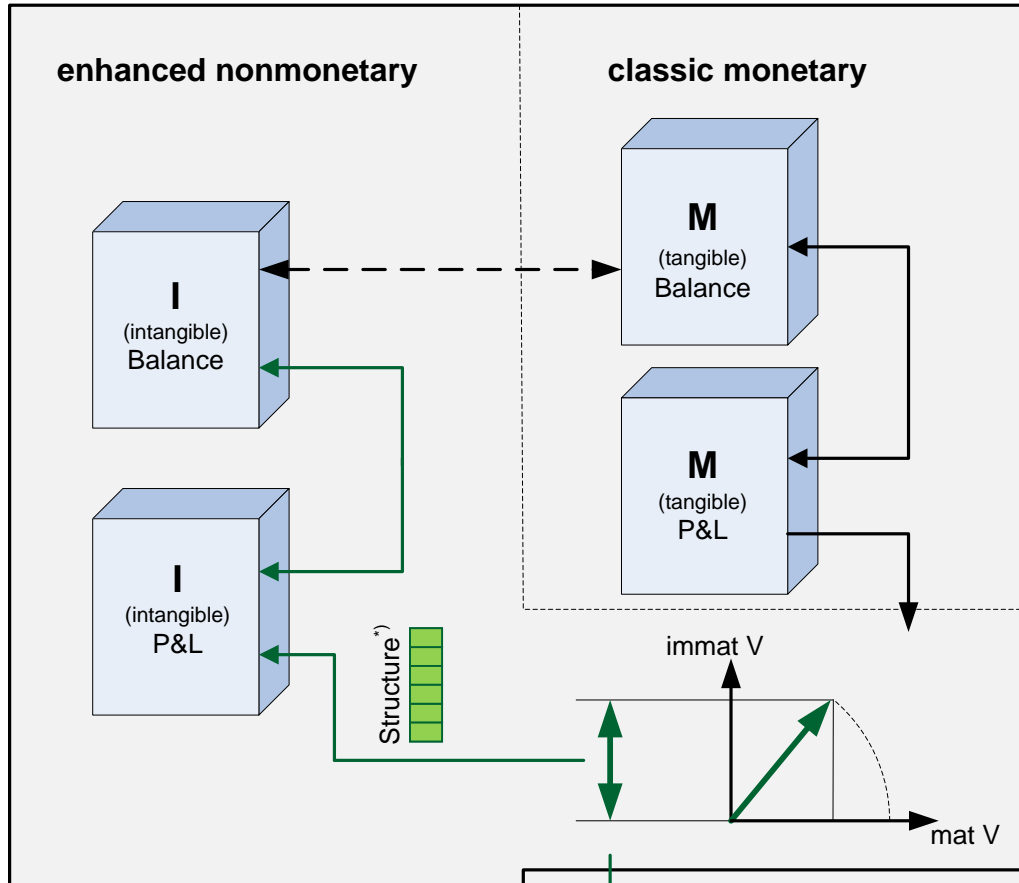 enhanced nonmonetary
classic monetary
M
(tangible)
Balance
I
(intangible)
Balance
M
(tangible)
P&L
I
(intangible)
P&L
Structure*)
immat V
mat V